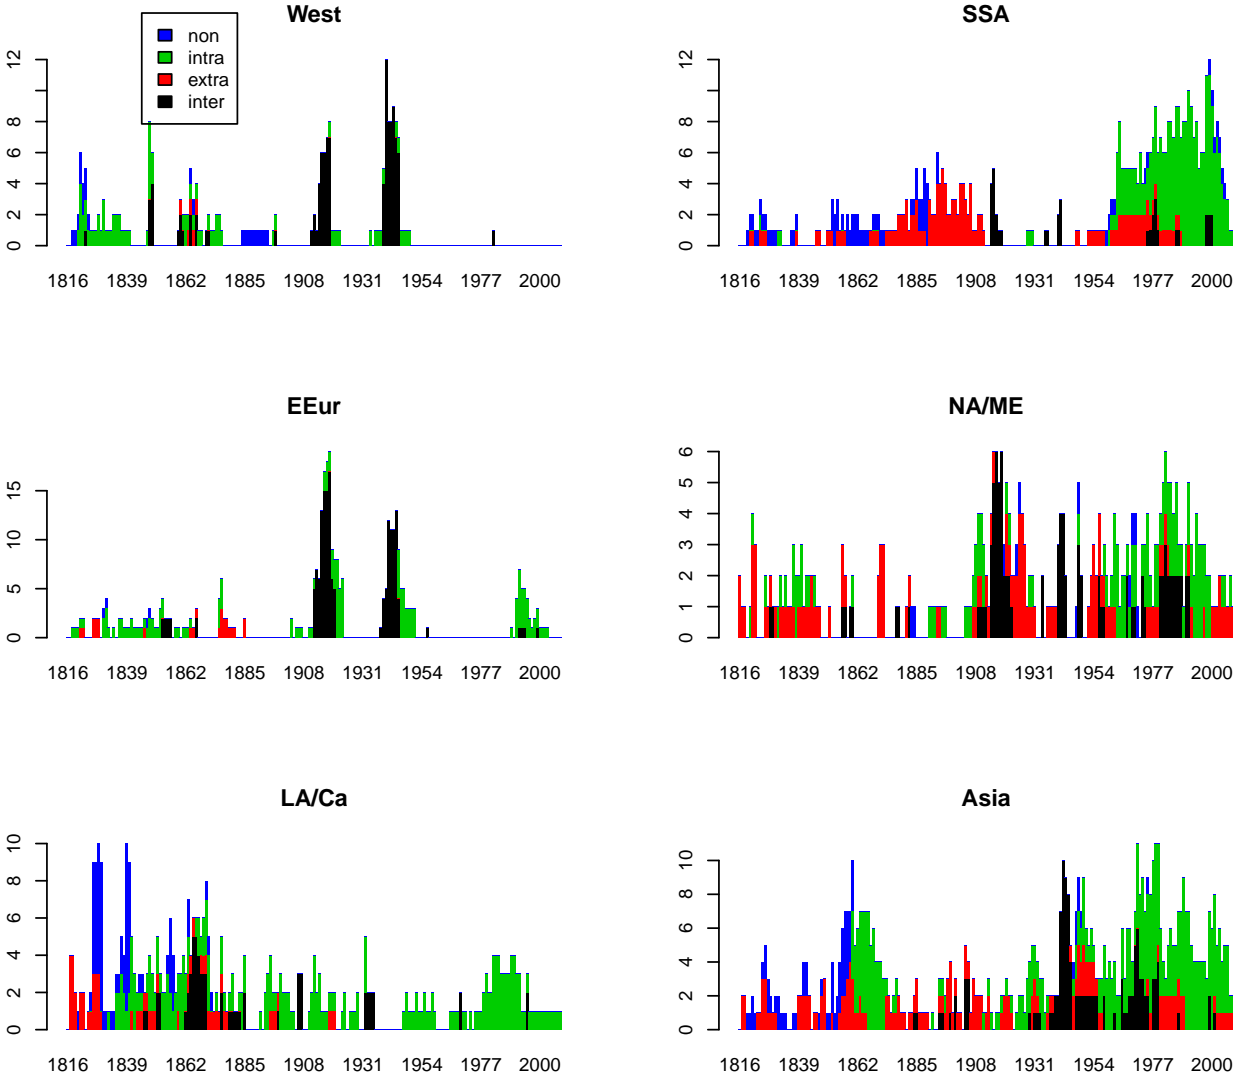 West
non
intra
extra
inter
0 2 4 6 8 12
1816 1839 1862 1885 1908 1931 1954 1977 2000
SSA
0 2 4 6 8 12
1816 1839 1862 1885 1908 1931 1954 1977 2000
EEur
0 5 10 15
1816 1839 1862 1885 1908 1931 1954 1977 2000
NA/ME
0 1 2 3 4 5 6
1816 1839 1862 1885 1908 1931 1954 1977 2000
LA/Ca
0 2 4 6 8 10
1816 1839 1862 1885 1908 1931 1954 1977 2000
Asia
0 2 4 6 8 10
1816 1839 1862 1885 1908 1931 1954 1977 2000